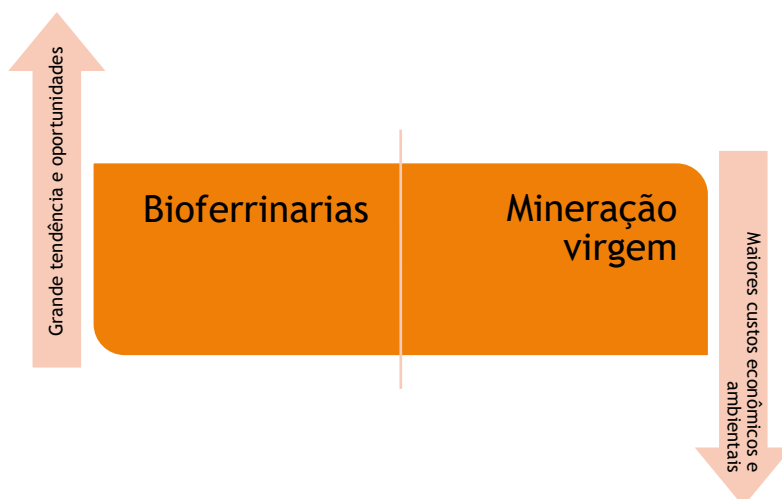 Grande tendência e oportunidades
Bioferrinarias
Mineração
virgem
Maiores custos econômicos e
ambientais